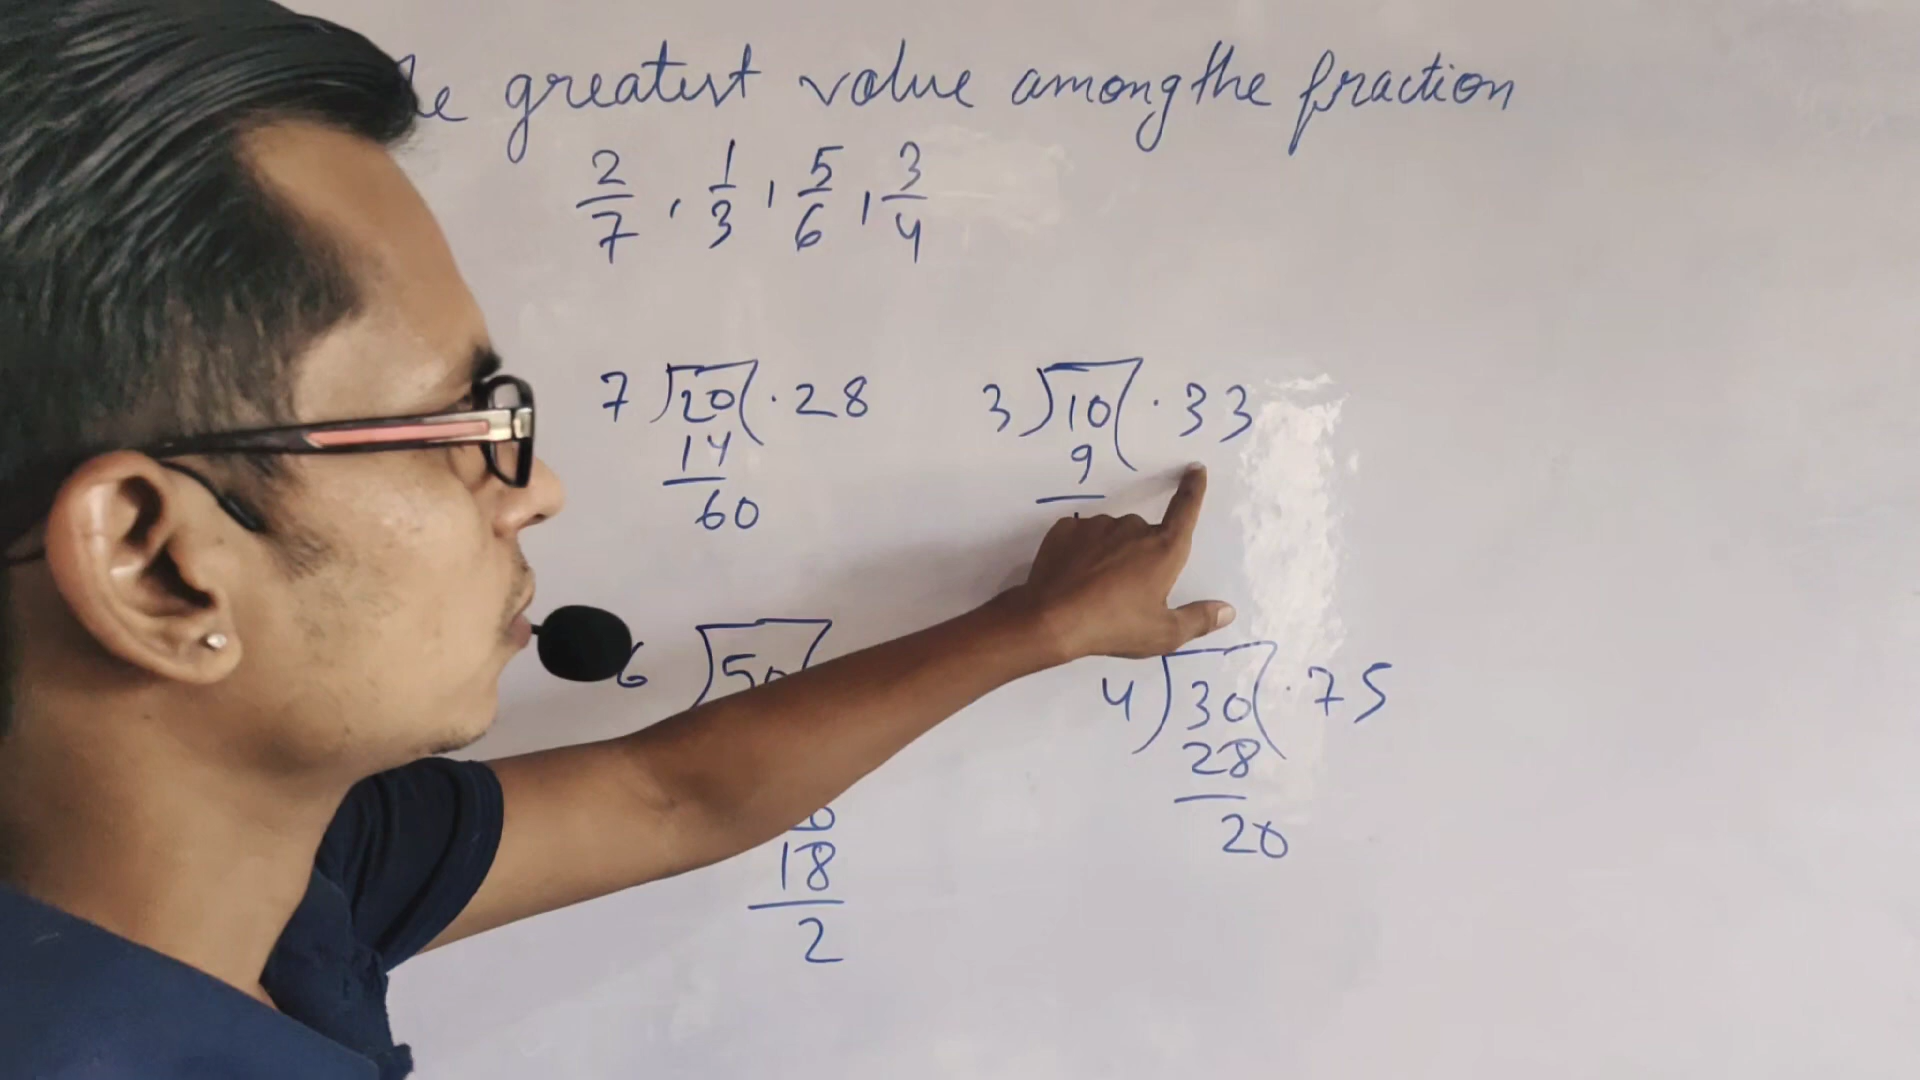 greatest value among the fraction
2/7 , 1/3 , 5/6 , 3/4
7 ) 20 ( .28
14
60
3 ) 10 ( .33
9
6 ) 50
18
2
4 ) 30 ( .75
28
20